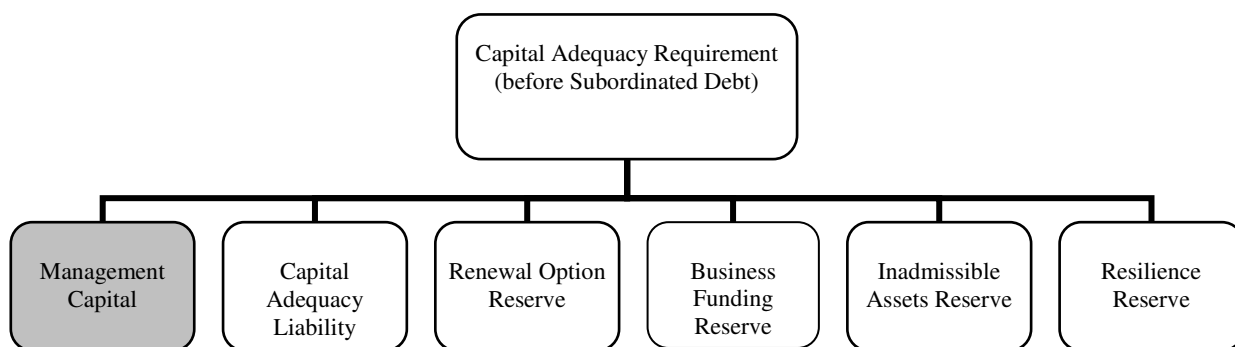 Capital Adequacy Requirement
(before Subordinated Debt)
Management
Capital
Capital
Adequacy
Liability
Renewal Option
Reserve
Business
Funding
Reserve
Inadmissible
Assets Reserve
Resilience
Reserve